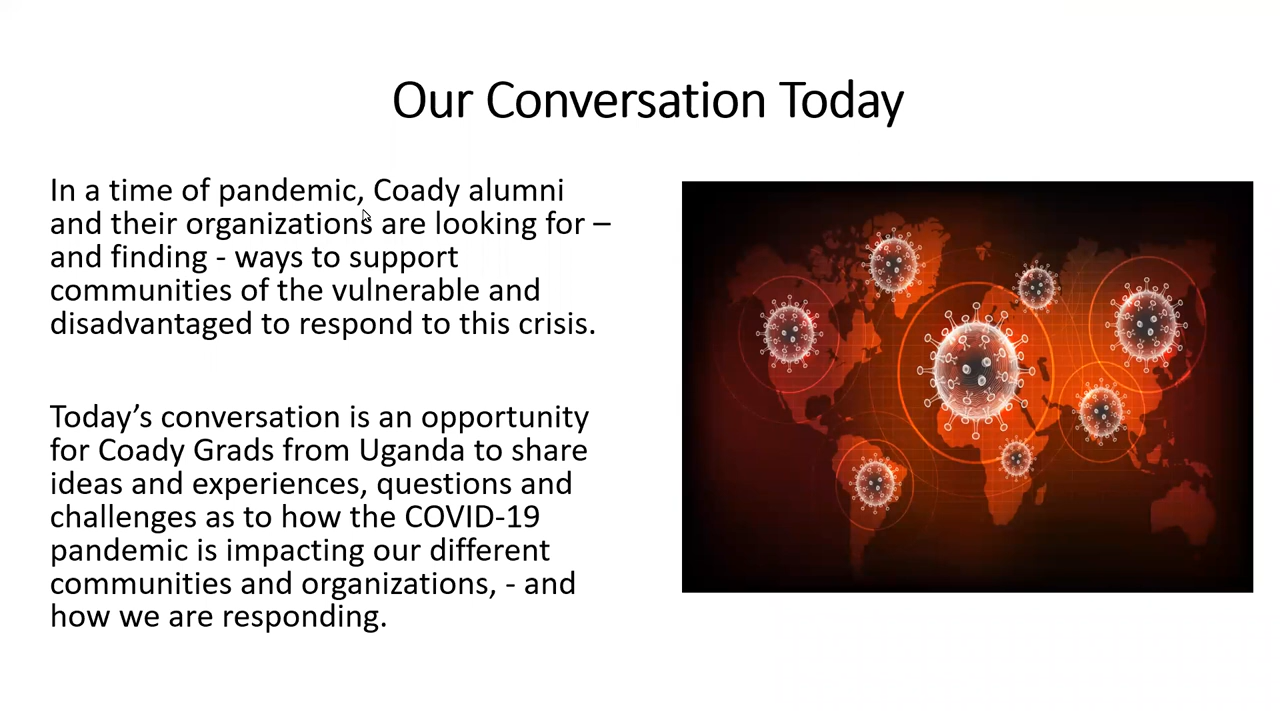 Our Conversation Today
In a time of pandemic, Coady alumni
and their organizations are looking for –
and finding - ways to support
communities of the vulnerable and
disadvantaged to respond to this crisis.
Today’s conversation is an opportunity
for Coady Grads from Uganda to share
ideas and experiences, questions and
challenges as to how the COVID-19
pandemic is impacting our different
communities and organizations, - and
how we are responding.